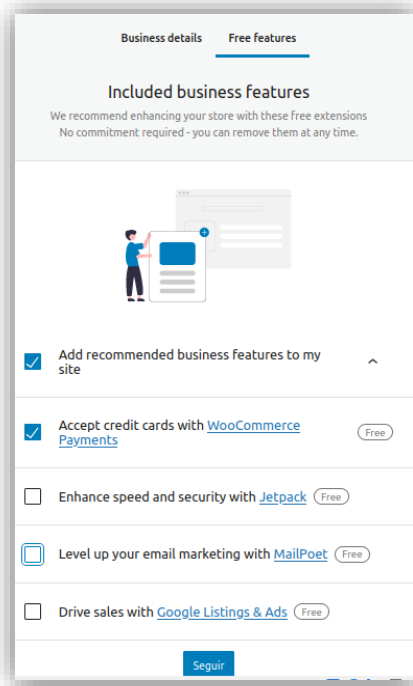 Business details Free features
Included business features
We recommend enhancing your store with these free extensions
No commitment required - you can remove them at any time.
Add recommended business features to my
site
Accept credit cards with WooCommerce
Payments
Free
Enhance speed and security with Jetpack Free
Level up your email marketing with MailPoet Free
Drive sales with Google Listings & Ads Free
Seguir